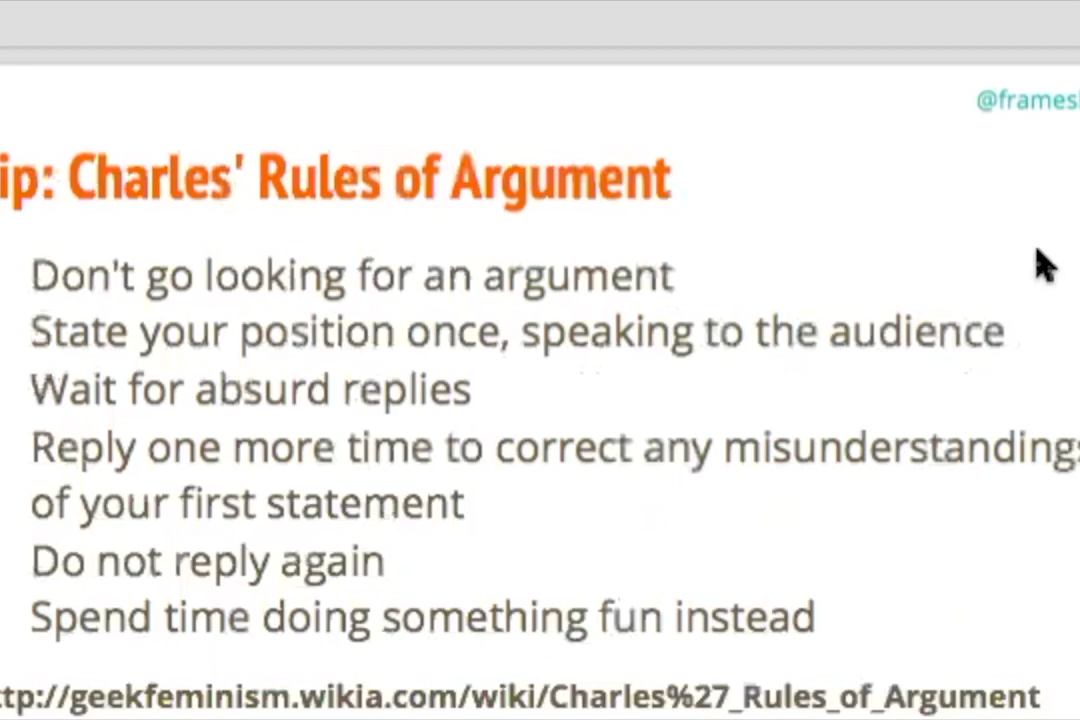 @frames
ip: Charles' Rules of Argument
Don't go looking for an argument
State your position once, speaking to the audience
Wait for absurd replies
Reply one more time to correct any misunderstandings
of your first statement
Do not reply again
Spend time doing something fun instead
ttp://geekfeminism.wikia.com/wiki/Charles%27_Rules_of_Argument